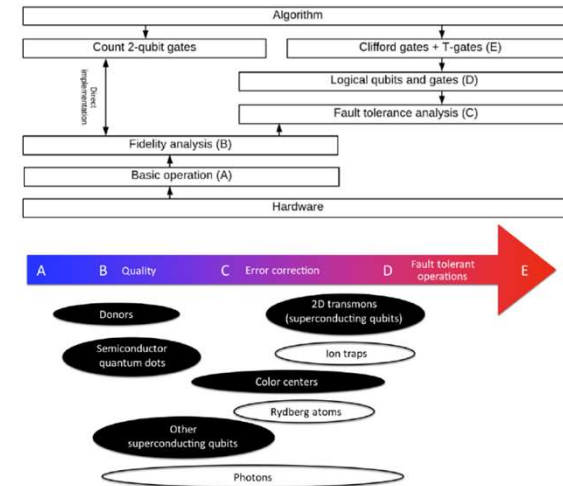 Algorithm
Count 2-qubit gates
Clifford gates + T-gates (E)
Logical qubits and gates (D)
Direct
implementation
Fault tolerance analysis (C)
Fidelity analysis (B)
Basic operation (A)
Hardware
A B Quality C Error correction D Fault tolerant
operations E
Donors
2D transmons
(superconducting qubits)
Semiconductor
quantum dots
Ion traps
Color centers
Rydberg atoms
Other
superconducting qubits
Photons